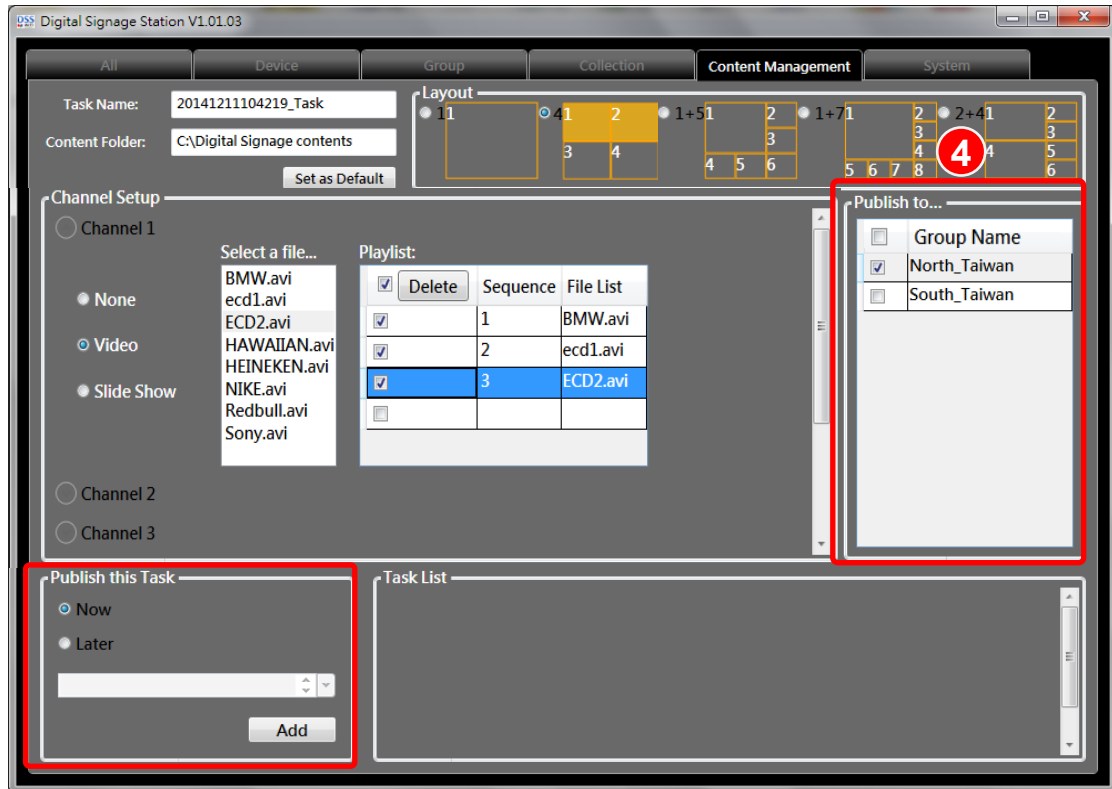 DSS Digital Signage Station V1.01.03
All Device Group Collection Content Management System
Task Name: 20141211104219_Task
Content Folder: C:\Digital Signage contents
Set as Default
Layout
1 1
4 1 2
3 4
1+5 1 2
3
4 5 6
1+7 1 2
3
4
5 6 7 8
2+4 1 2
3
4 5
6
4
Channel Setup
Channel 1
None
Video
Slide Show
Select a file...
BMW.avi
ecd1.avi
ECD2.avi
HAWAIIAN.avi
HEINEKEN.avi
NIKE.avi
Redbull.avi
Sony.avi
Playlist:
Delete Sequence File List
1 BMW.avi
2 ecd1.avi
3 ECD2.avi
Channel 2
Channel 3
Publish to...
Group Name
North_Taiwan
South_Taiwan
Publish this Task
Now
Later
Add
Task List